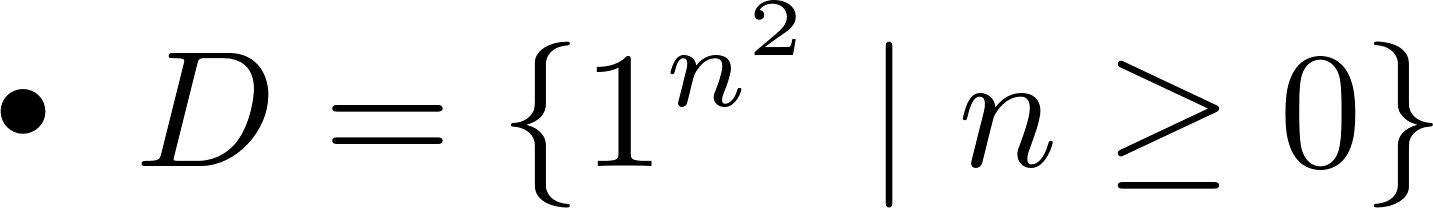 • D = {1^{n^2} | n ≥ 0}